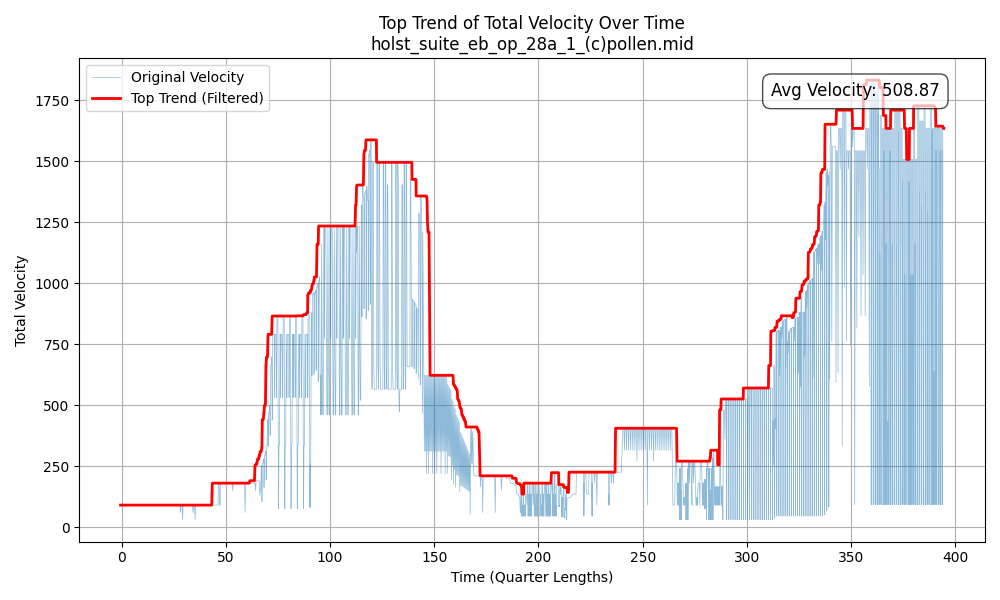 Top Trend of Total Velocity Over Time
holst_suite_eb_op_28a_1_(c)pollen.mid
Original Velocity
Top Trend (Filtered)
Avg Velocity: 508.87
Total Velocity
1750
1500
1250
1000
750
500
250
0
0 50 100 150 200 250 300 350 400
Time (Quarter Lengths)